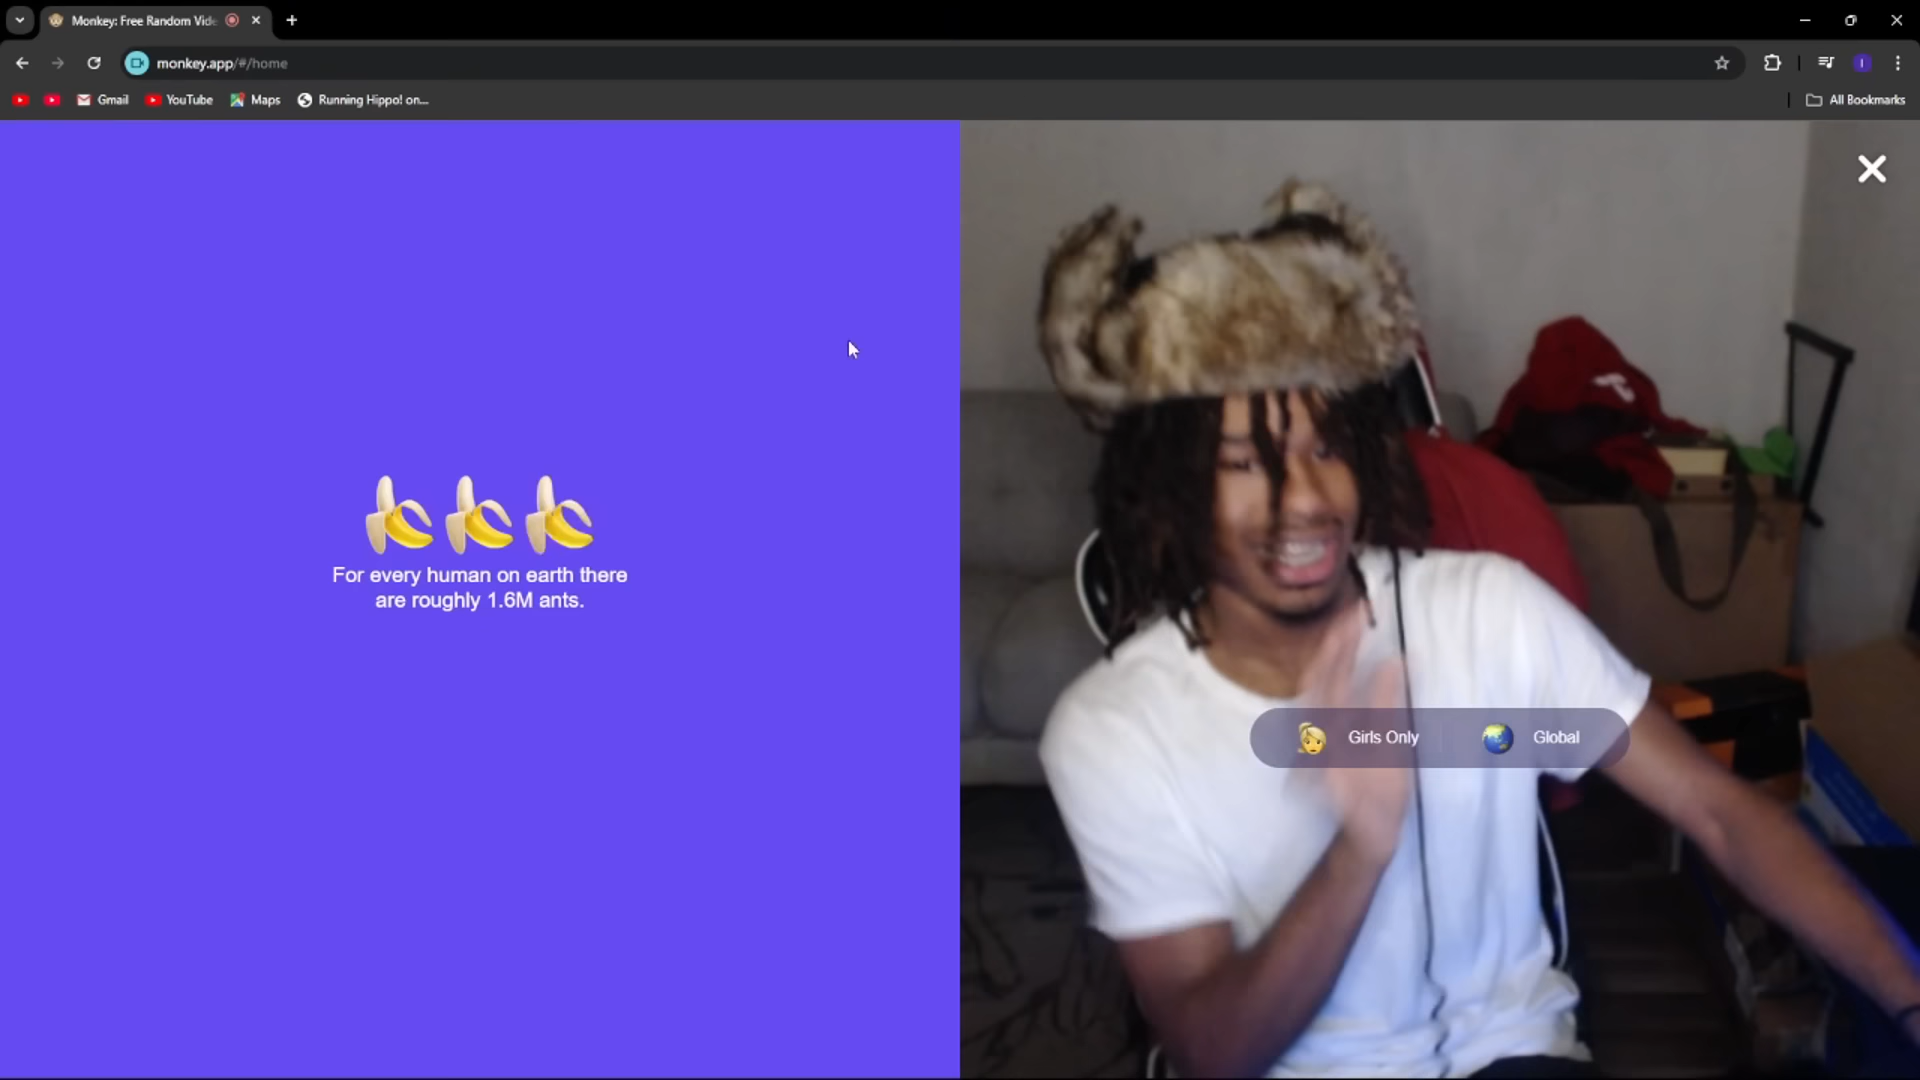 Monkey: Free Random Vide
monkey.app/#/home
Gmail
YouTube
Maps
Running Hippo! on...
All Bookmarks
For every human on earth there
are roughly 1.6M ants.
Girls Only
Global